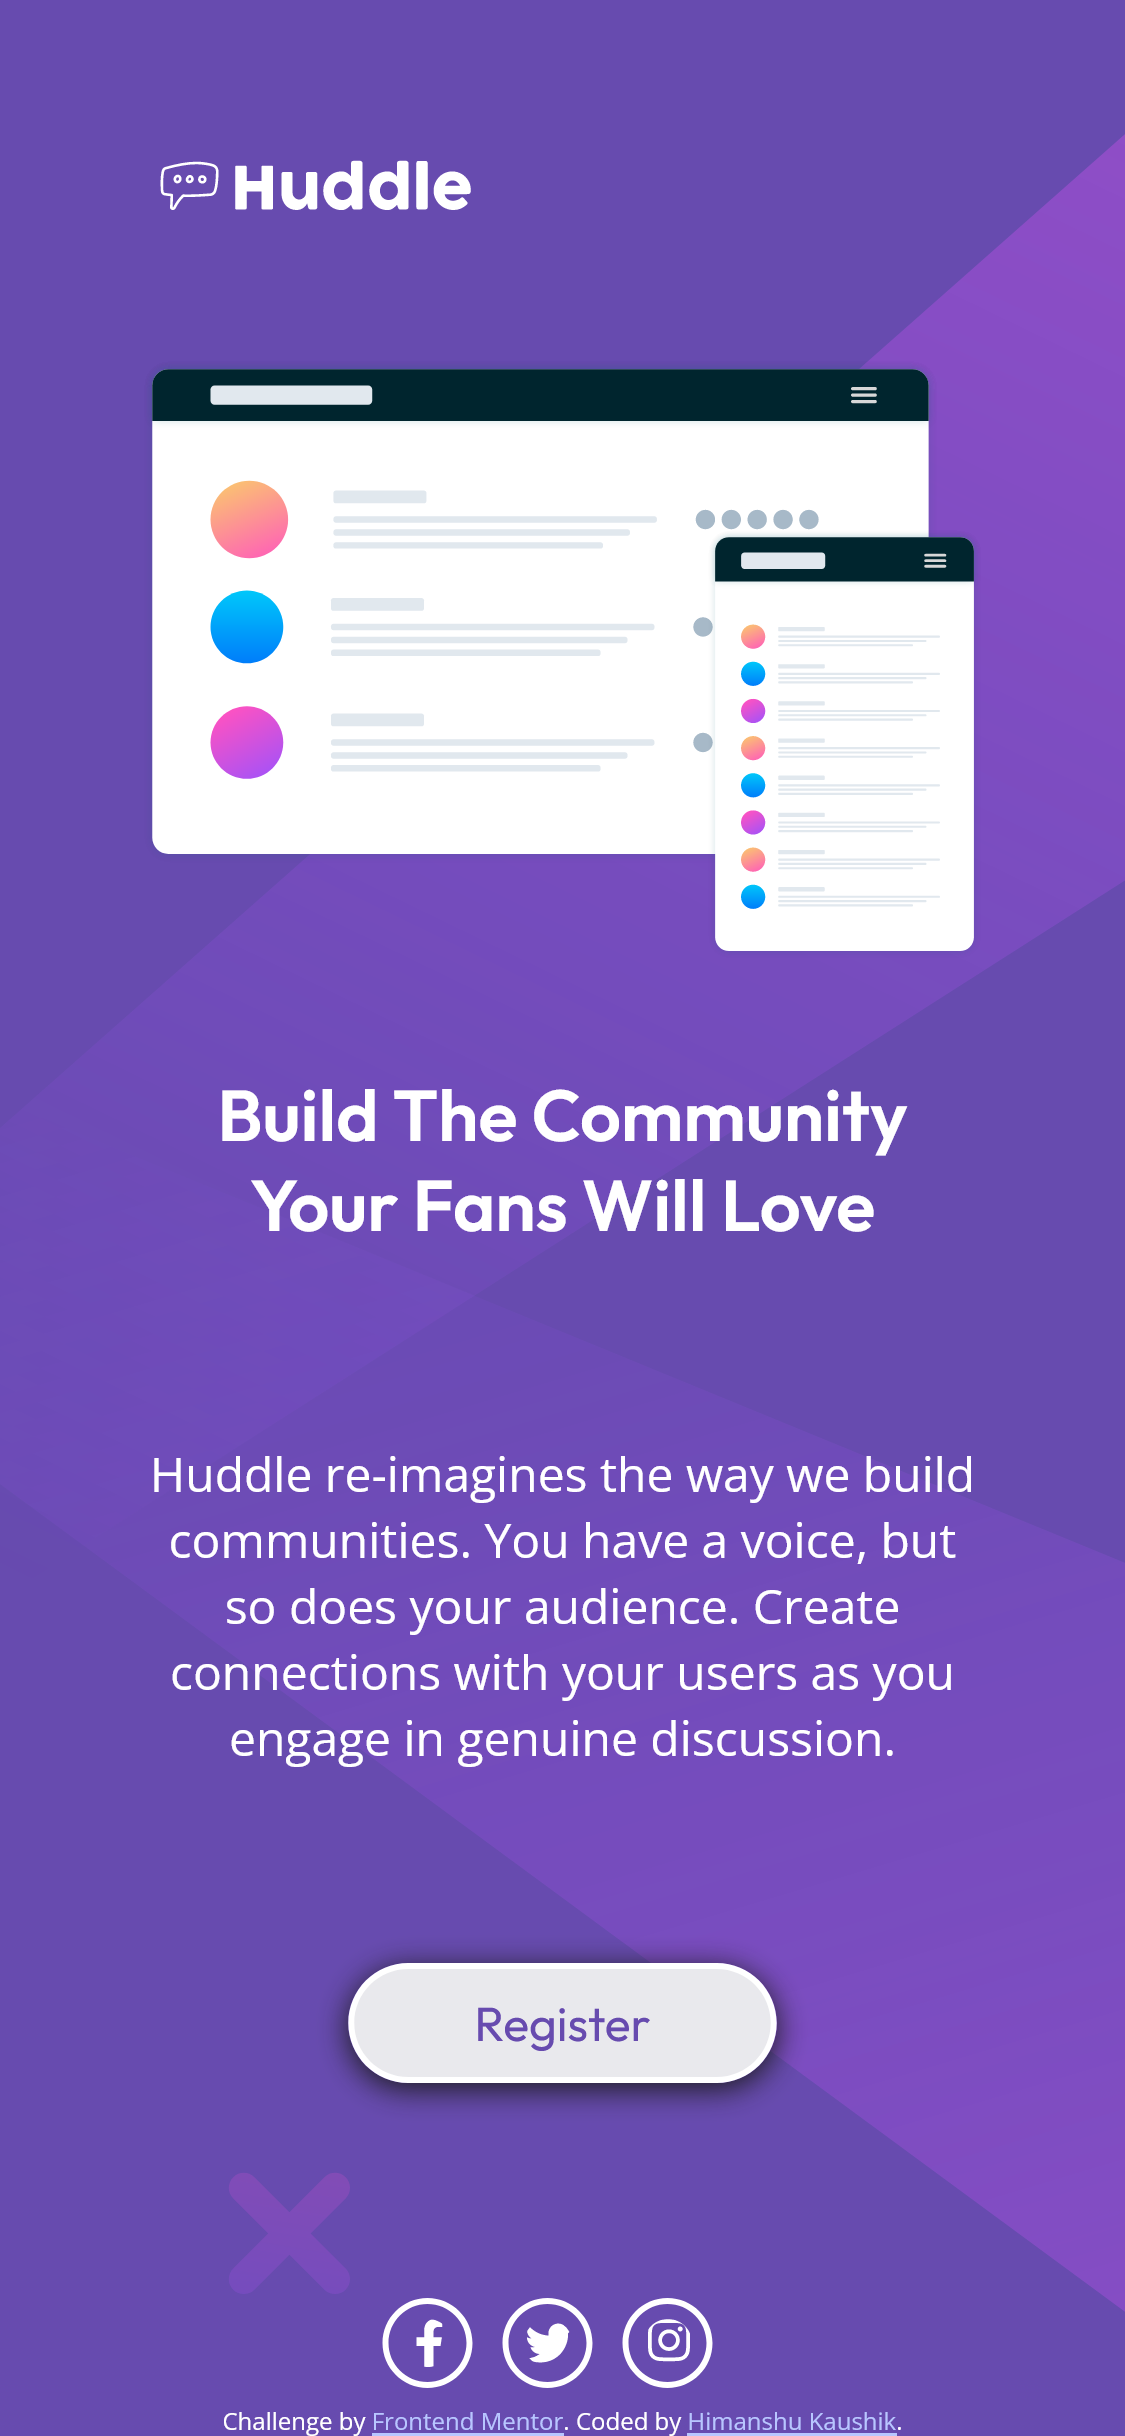 Huddle
Build The Community
Your Fans Will Love
Huddle re-imagines the way we build
communities. You have a voice, but
so does your audience. Create
connections with your users as you
engage in genuine discussion.
Register
Challenge by Frontend Mentor. Coded by Himanshu Kaushik.